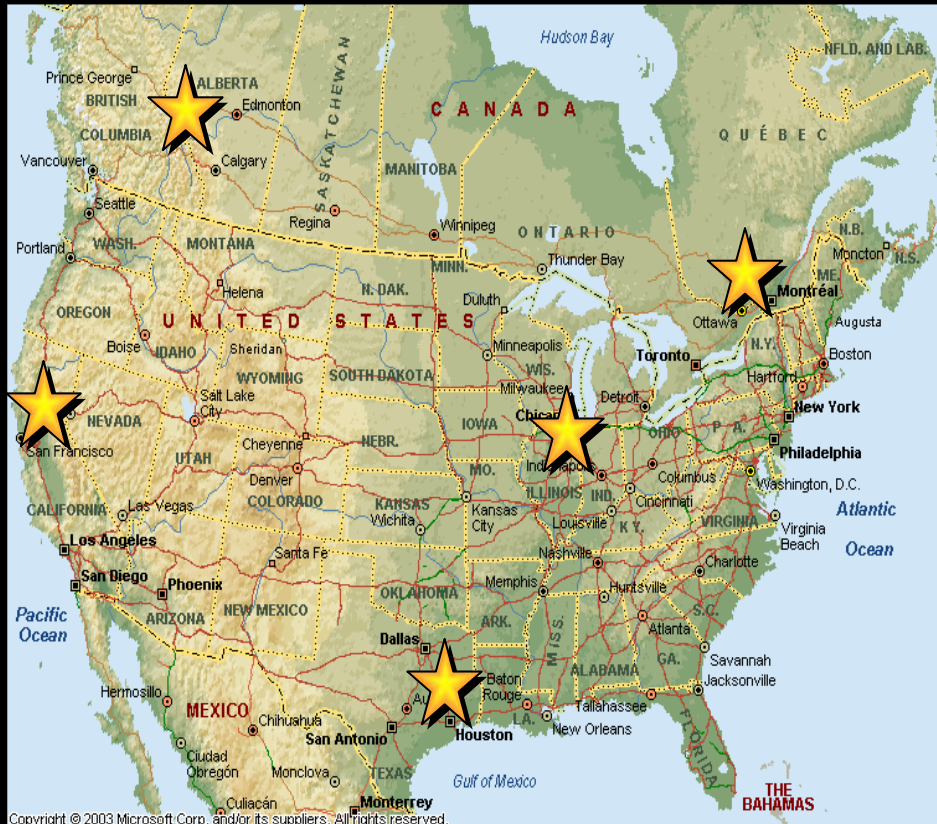 Hudson Bay
NFLD. AND LAB.
Prince George
ALBERTA
BRITISH
COLUMBIA
Edmonton
SASKATCHEWAN
CANADA
QUÉBEC
Vancouver
Calgary
MANITOBA
Seattle
Regina
Winnipeg
ONTARIO
N.B.
Portland
WASH.
MONTANA
MINN.
Thunder Bay
Moncton
N.S.
ME.
Helena
N. DAK.
Duluth
Montréal
OREGON
UNITED STATES
Ottawa
Augusta
Boise
IDAHO
Sheridan
Minneapolis
Toronto
N.Y.
Boston
WYOMING
SOUTH DAKOTA
WIS.
Milwaukee
Detroit
Hartford
NEVADA
Salt Lake
City
IOWA
New York
San Francisco
Cheyenne
NEBR.
OHIO
P A.
Philadelphia
UTAH
Denver
MO.
Indianapolis
Columbus
Washington, D.C.
COLORADO
KANSAS
ILLINOIS
IND.
Cincinnati
CALIFORNIA
Las Vegas
Wichita
Kansas
City
Louisville
KY.
VIRGINIA
Virginia
Beach
Atlantic
Ocean
Los Angeles
Santa Fe
Nashville
Charlotte
San Diego
Phoenix
OKLAHOMA
Memphis
Huntsville
Pacific
Ocean
ARIZONA
NEW MEXICO
ARK.
S.C.
Atlanta
Dallas
MISS.
ALABAMA
GA.
Savannah
Hermosillo
Baton
Rouge
Tallahassee
Jacksonville
MEXICO
Chihuahua
San Antonio
Houston
LA.
New Orleans
FLORIDA
Ciudad
Obregón
Monclova
TEXAS
Gulf of Mexico
THE
BAHAMAS
Culiacán
Monterrey
Copyright © 2003 Microsoft Corp. and/or its suppliers. All rights reserved.